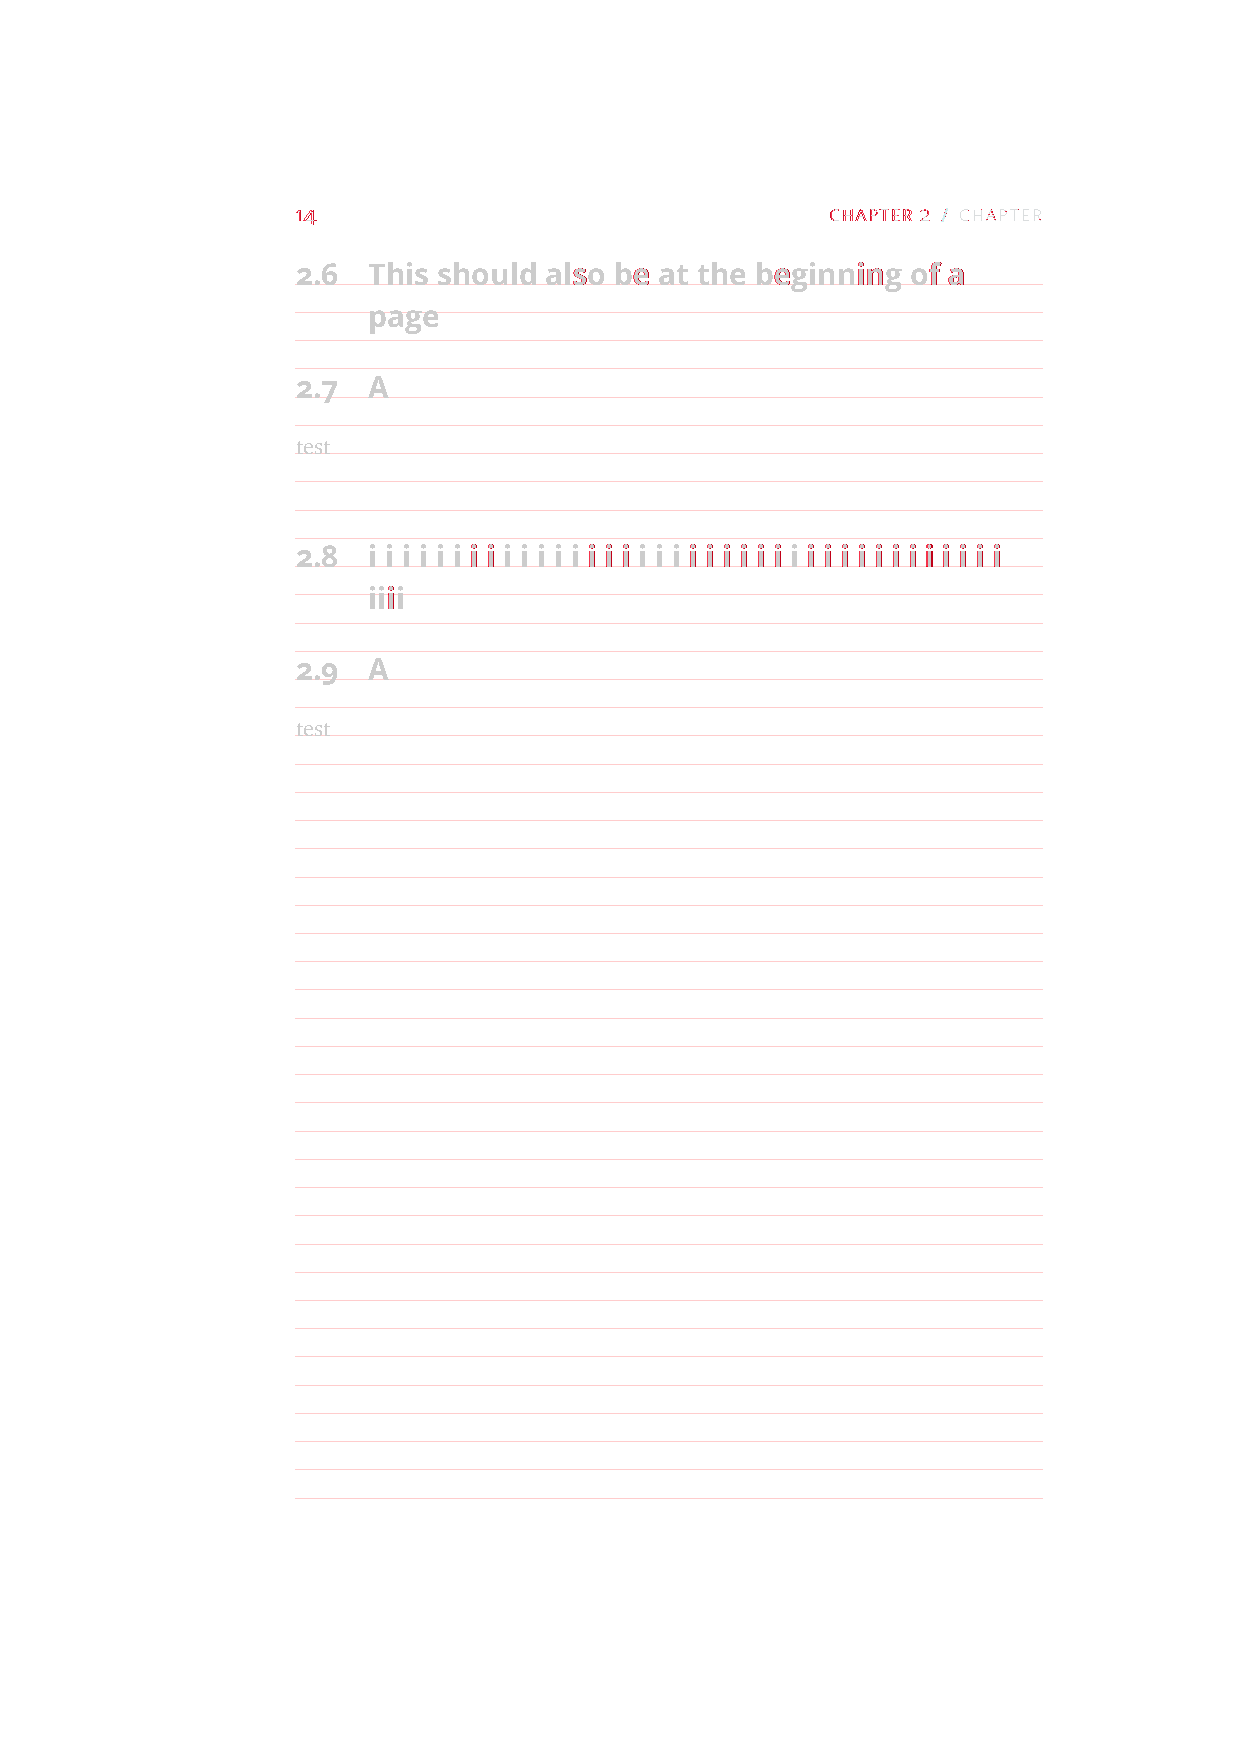 14 CHAPTER 2 / CHAPTER
2.6 This should also be at the beginning of a
page
2.7 A
test
2.8 i i i i i i i i i i i i i i i i i i i i i i i i i i i i i i i i i i i i i i
iiii
2.9 A
test